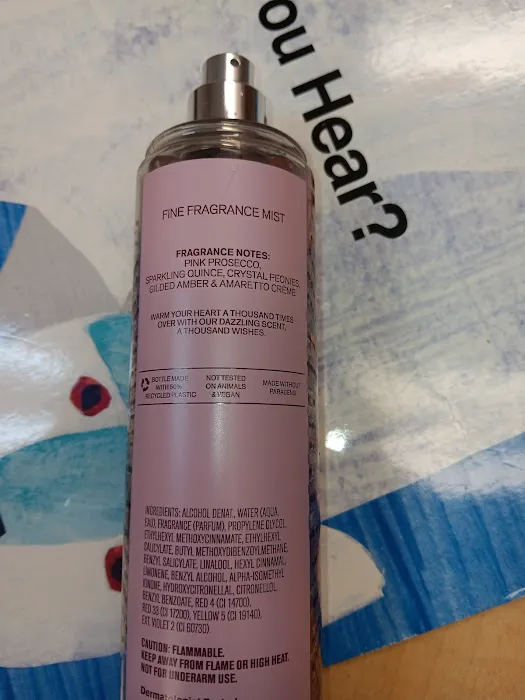 ou Hear?
FINE FRAGRANCE MIST
FRAGRANCE NOTES:
PINK PROSECCO,
SPARKLING QUINCE, CRYSTAL PEONIES,
GILDED AMBER & AMARETTO CRÈME
WARM YOUR HEART A THOUSAND TIMES
OVER WITH OUR DAZZLING SCENT,
A THOUSAND WISHES.
BOTTLE MADE
WITH 50%
RECYCLED PLASTIC
NOT TESTED
ON ANIMALS
& VEGAN
MADE WITHOUT
PARABENS
INGREDIENTS: ALCOHOL DENAT., WATER (AQUA,
EAU), FRAGRANCE (PARFUM), PROPYLENE GLYCOL,
ETHYLHEXYL METHOXYCINNAMATE, ETHYLHEXYL
SALICYLATE, BUTYL METHOXYDIBENZOYLMETHANE,
BENZYL SALICYLATE, LINALOOL, HEXYL CINNAMAL,
LIMONENE, BENZYL ALCOHOL, ALPHA-ISOMETHYL
IONONE, HYDROXYCITRONELLAL, CITRONELLOL,
BENZYL BENZOATE, RED 4 (CI 14700),
RED 33 (CI 17200), YELLOW 5 (CI 19140),
EXT. VIOLET 2 (CI 60730).
CAUTION: FLAMMABLE.
KEEP AWAY FROM FLAME OR HIGH HEAT.
NOT FOR UNDERARM USE.